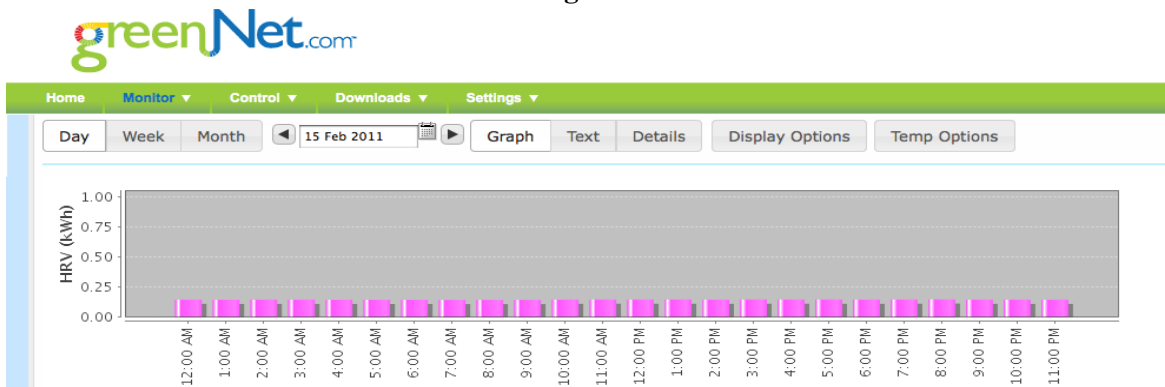 g
greenNet.com
Home Monitor ▼ Control ▼ Downloads ▼ Settings ▼
Day Week Month ◀ 15 Feb 2011 ▶ Graph Text Details Display Options Temp Options
HRV (kWh)
1.00
0.75
0.50
0.25
0.00
12:00 AM
1:00 AM
2:00 AM
3:00 AM
4:00 AM
5:00 AM
6:00 AM
7:00 AM
8:00 AM
9:00 AM
10:00 AM
11:00 AM
12:00 PM
1:00 PM
2:00 PM
3:00 PM
4:00 PM
5:00 PM
6:00 PM
7:00 PM
8:00 PM
9:00 PM
10:00 PM
11:00 PM